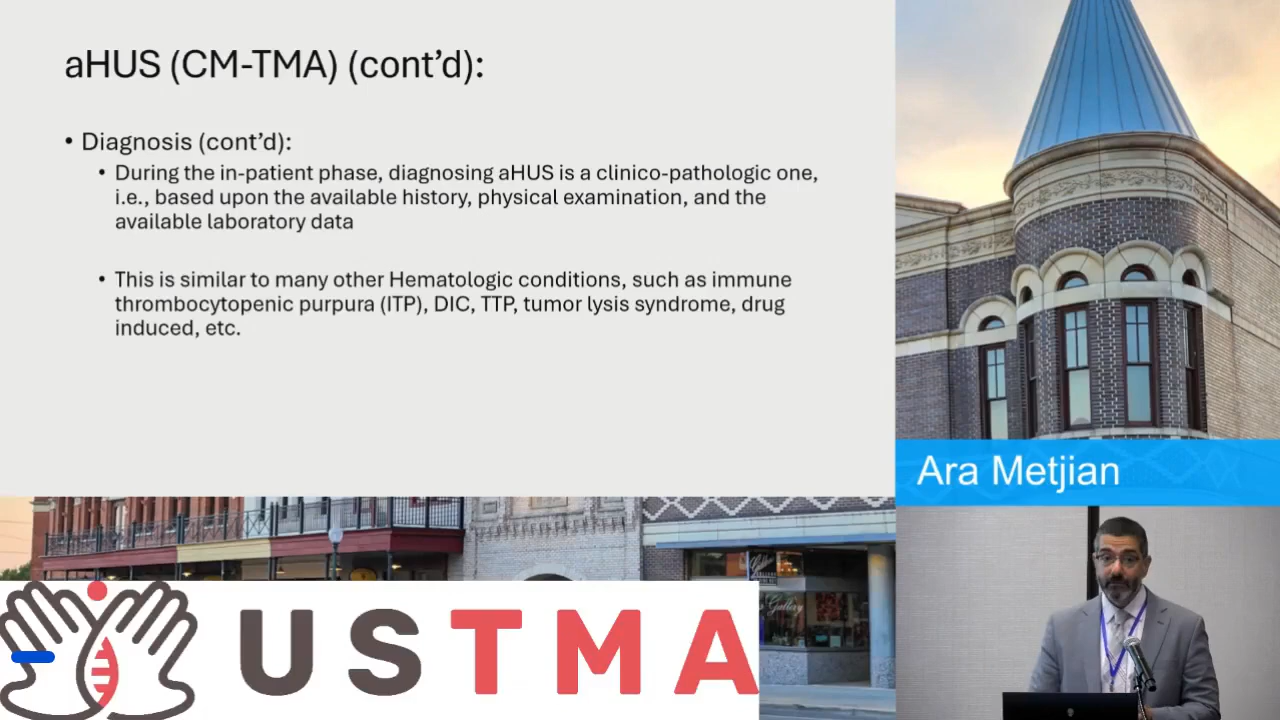 aHUS (CM-TMA) (cont’d):
• Diagnosis (cont’d):
• During the in-patient phase, diagnosing aHUS is a clinico-pathologic one,
i.e., based upon the available history, physical examination, and the
available laboratory data
• This is similar to many other Hematologic conditions, such as immune
thrombocytopenic purpura (ITP), DIC, TTP, tumor lysis syndrome, drug
induced, etc.
Ara Metjian
Gallery
USTMA